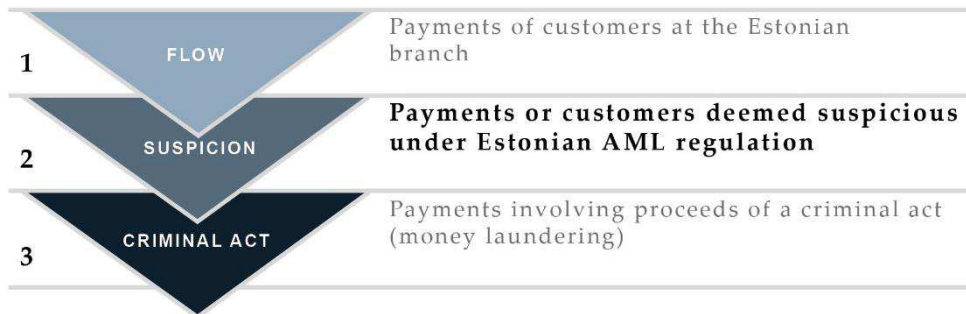 1
FLOW
Payments of customers at the Estonian
branch
2
SUSPICION
Payments or customers deemed suspicious
under Estonian AML regulation
3
CRIMINAL ACT
Payments involving proceeds of a criminal act
(money laundering)